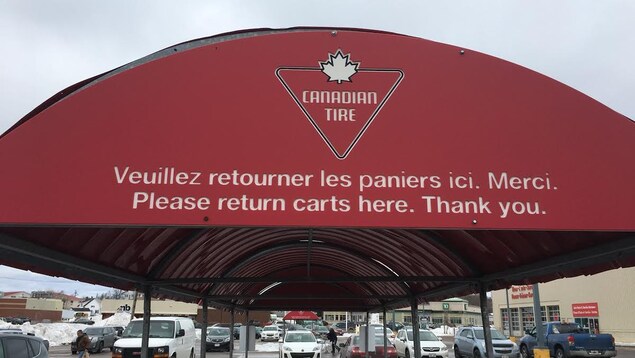 CANADIAN
TIRE
Veuillez retourner les paniers ici. Merci.
Please return carts here. Thank you.